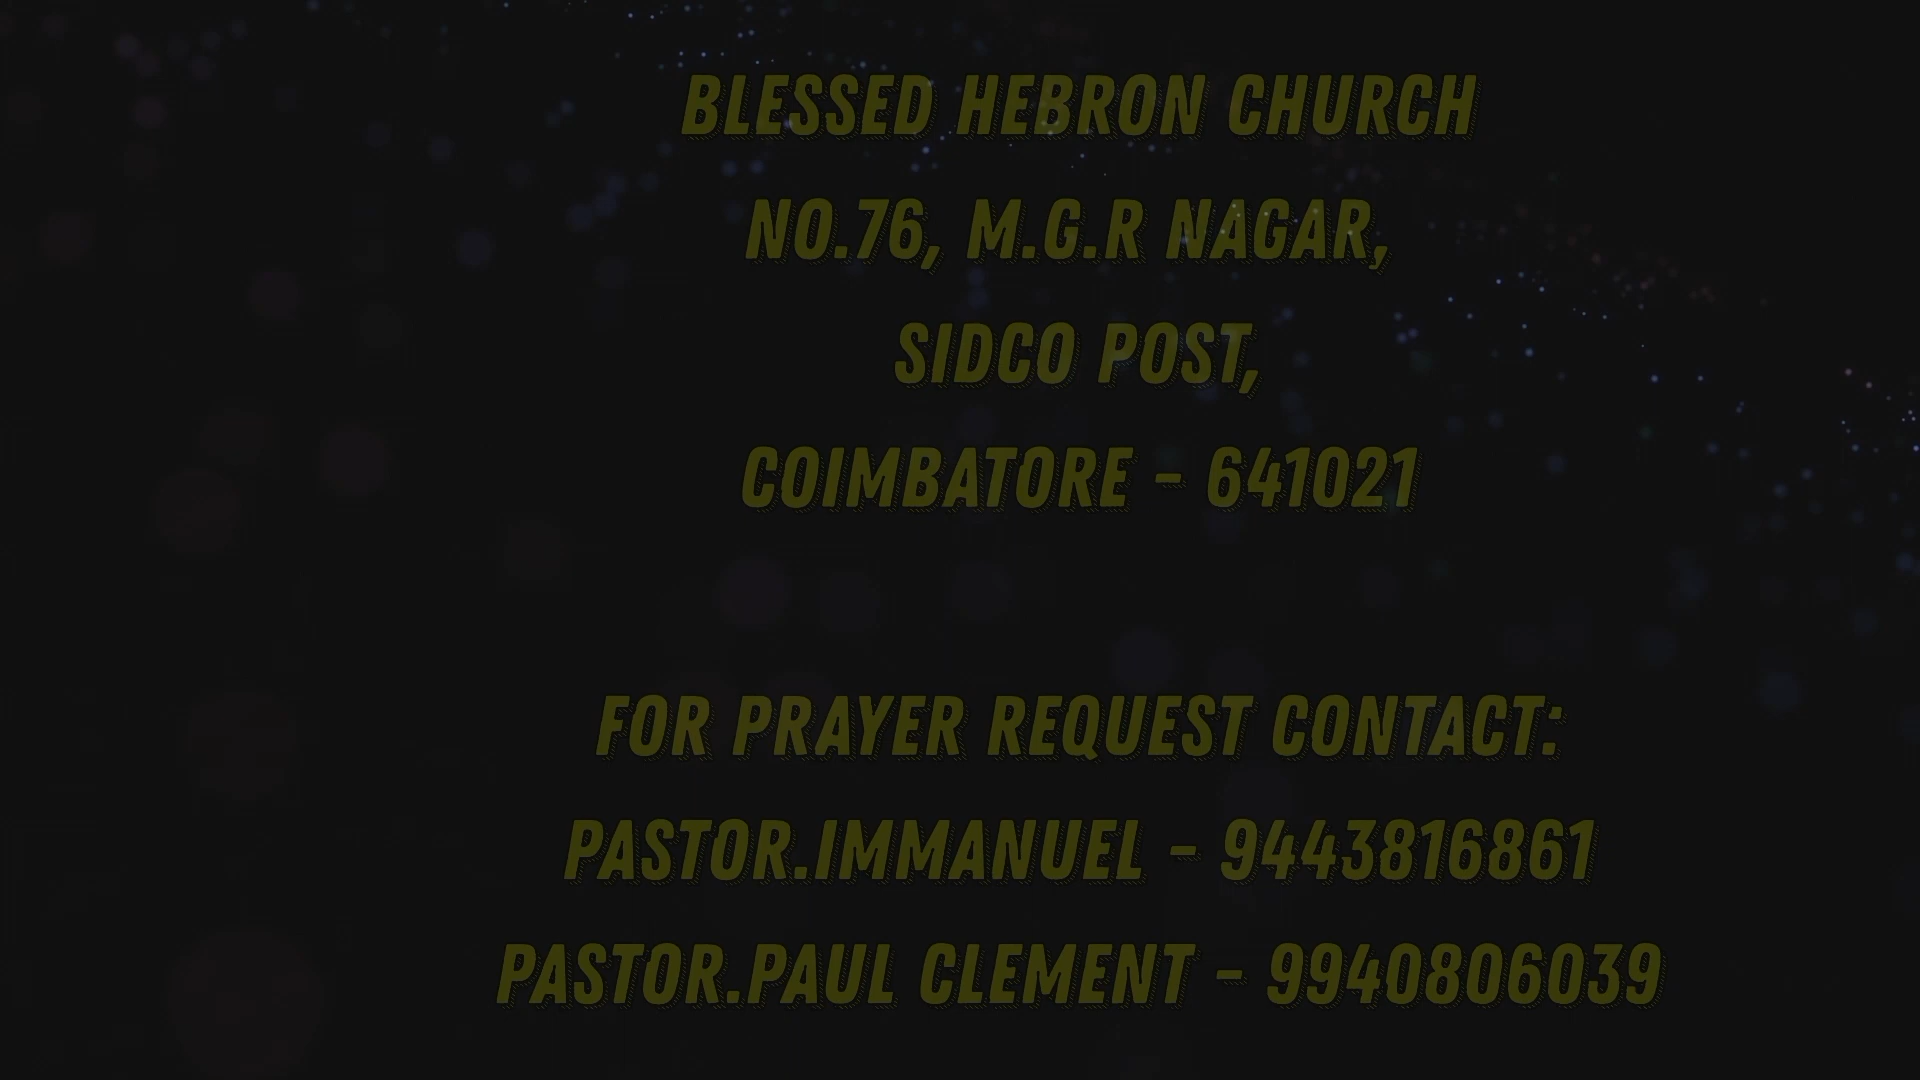 BLESSED HEBRON CHURCH
NO.76, M.G.R NAGAR,
SIDCO POST,
COIMBATORE - 641021
FOR PRAYER REQUEST CONTACT:
PASTOR.IMMANUEL - 9443816861
PASTOR.PAUL CLEMENT - 9940806039